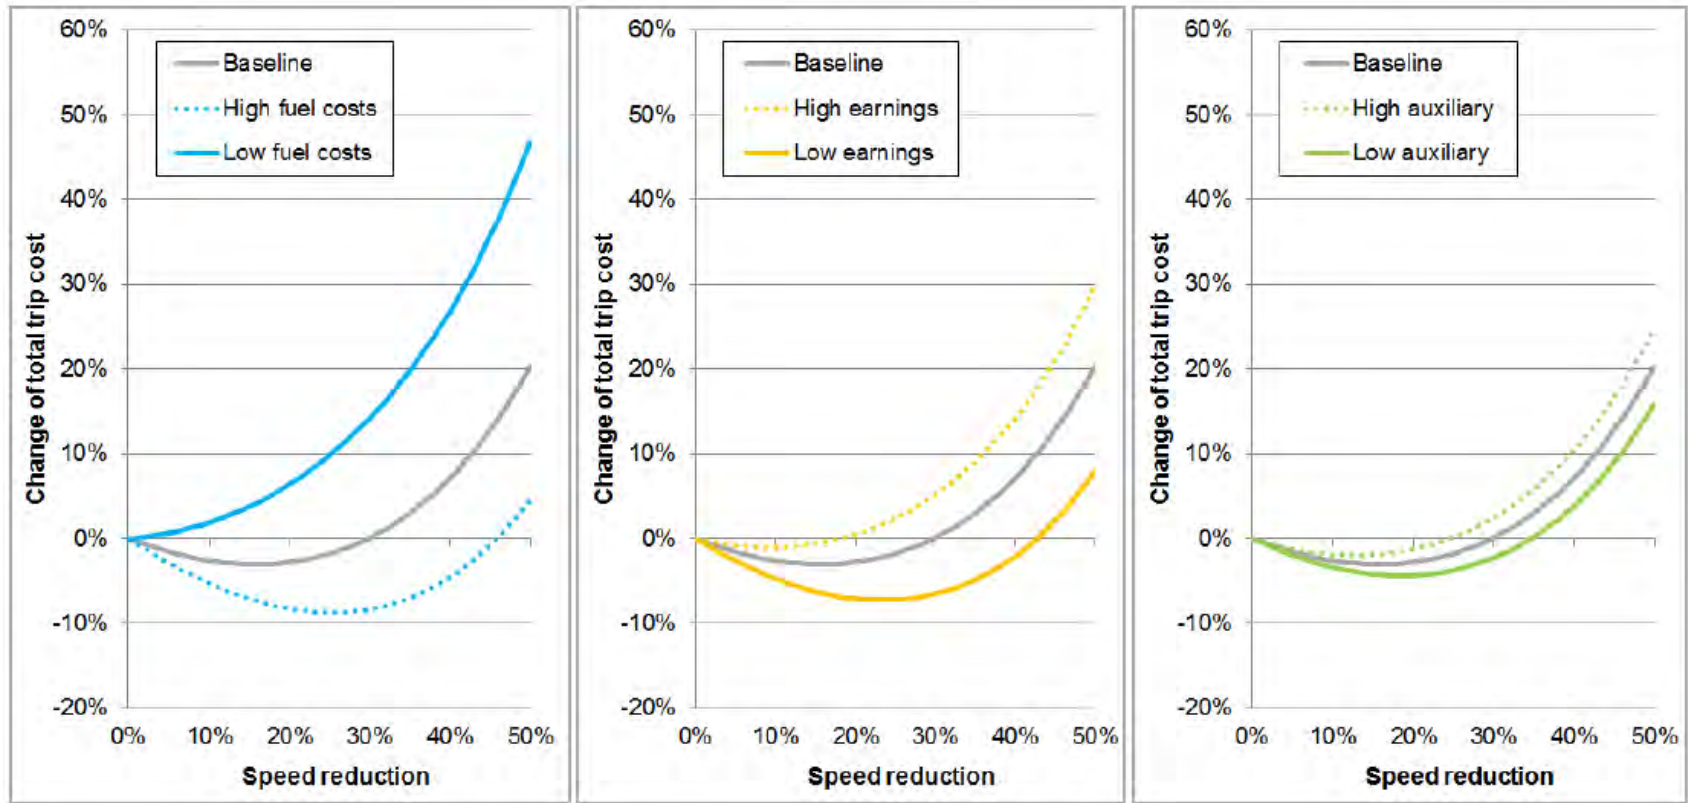 60%
50%
40%
30%
20%
10%
0%
-10%
-20%
Change of total trip cost
Baseline
High fuel costs
Low fuel costs
0% 10% 20% 30% 40% 50%
Speed reduction
60%
50%
40%
30%
20%
10%
0%
-10%
-20%
Change of total trip cost
Baseline
High earnings
Low earnings
0% 10% 20% 30% 40% 50%
Speed reduction
60%
50%
40%
30%
20%
10%
0%
-10%
-20%
Change of total trip cost
Baseline
High auxiliary
Low auxiliary
0% 10% 20% 30% 40% 50%
Speed reduction